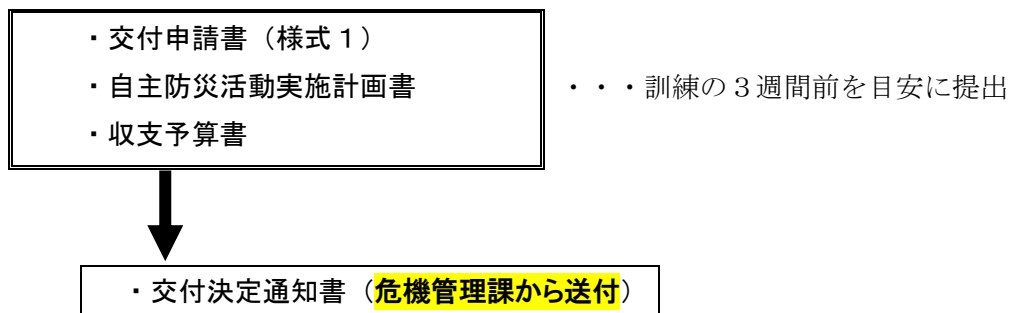 ・交付申請書（様式１）
・自主防災活動実施計画書 ・・・訓練の３週間前を目安に提出
・収支予算書
・交付決定通知書（危機管理課から送付）